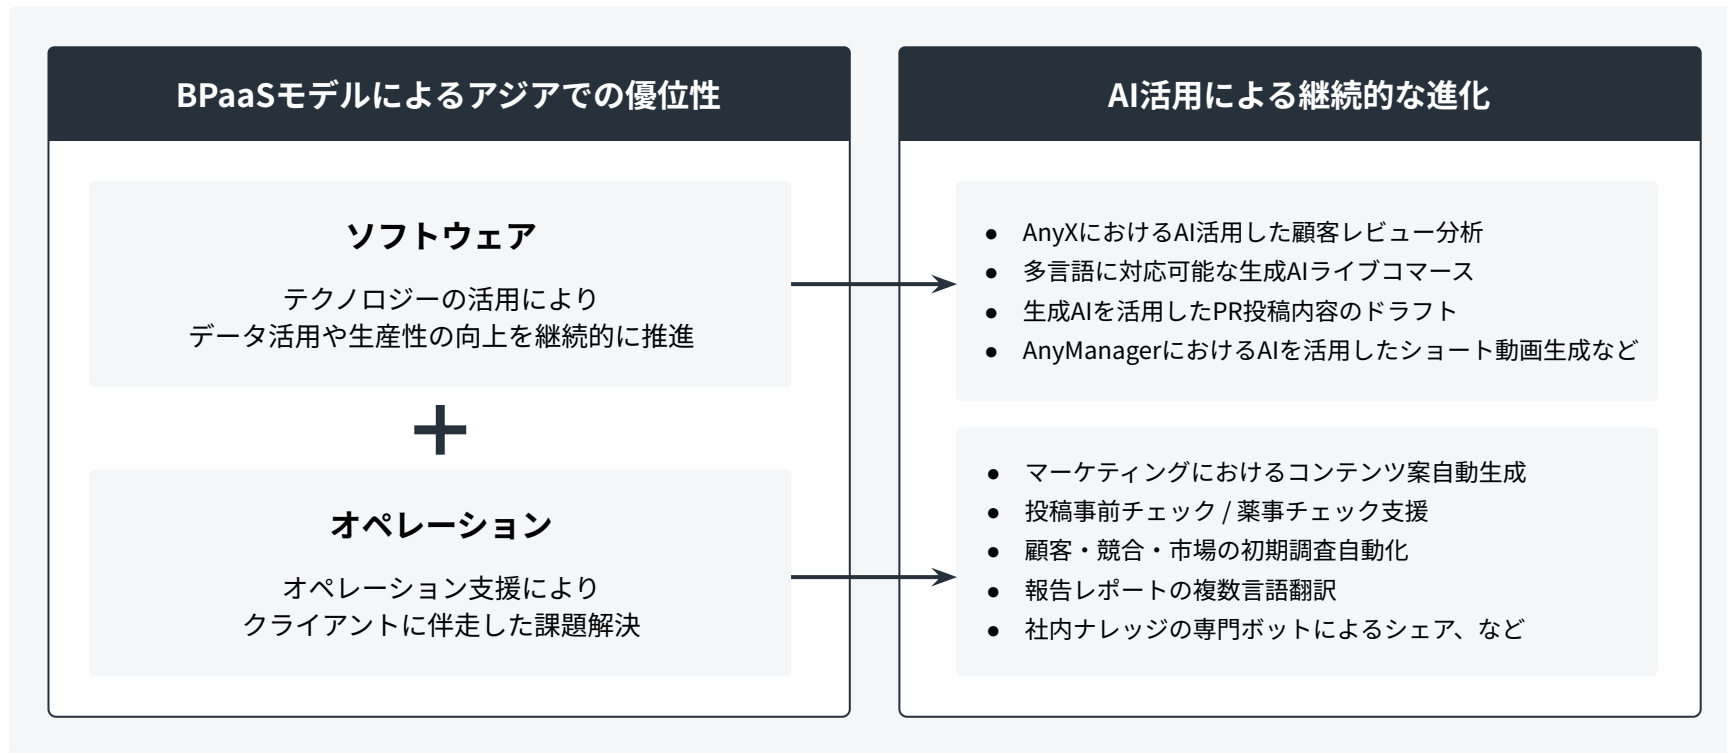 BPaaSモデルによるアジアでの優位性
ソフトウェア
テクノロジーの活用により
データ活用や生産性の向上を継続的に推進
+
オペレーション
オペレーション支援により
クライアントに伴走した課題解決
AI活用による継続的な進化
● AnyXにおけるAI活用した顧客レビュー分析
● 多言語に対応可能な生成AIライブコマース
● 生成AIを活用したPR投稿内容のドラフト
● AnyManagerにおけるAIを活用したショート動画生成など
● マーケティングにおけるコンテンツ案自動生成
● 投稿事前チェック / 薬事チェック支援
● 顧客・競合・市場の初期調査自動化
● 報告レポートの複数言語翻訳
● 社内ナレッジの専門ボットによるシェア、など